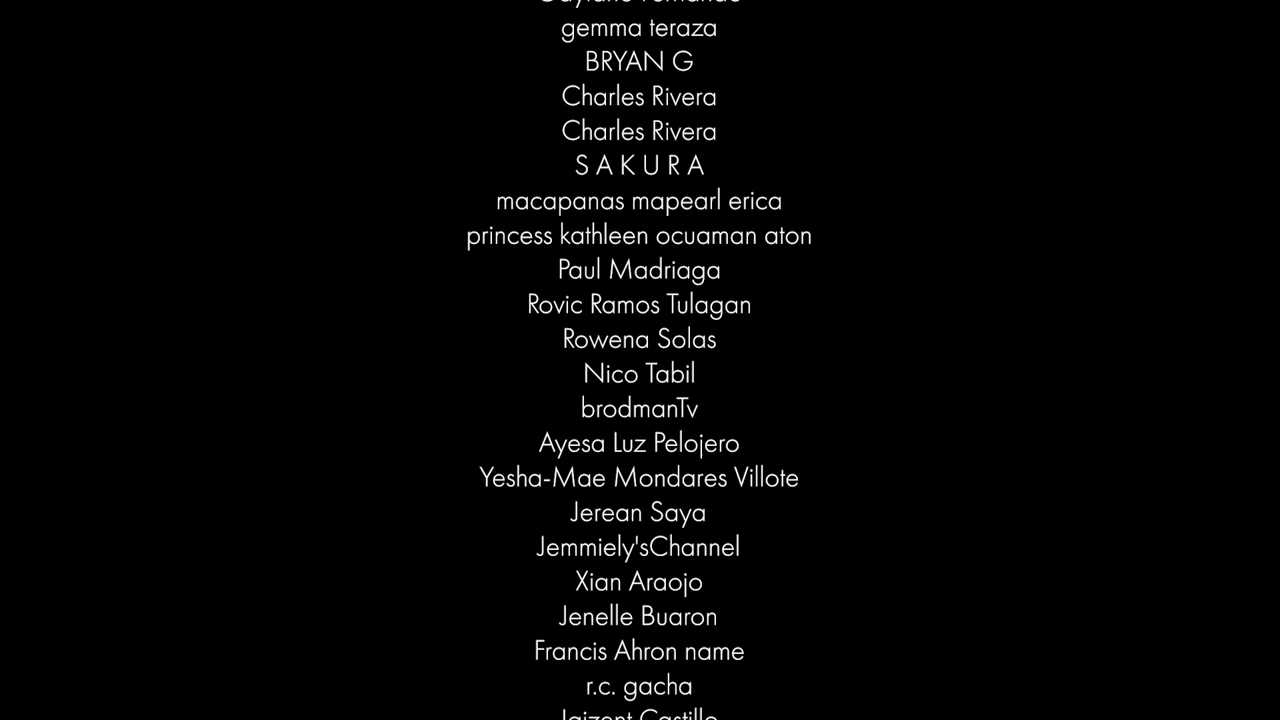 gemma teraza
BRYAN G
Charles Rivera
Charles Rivera
S A K U R A
macapanas mapearl erica
princess kathleen ocuaman aton
Paul Madriaga
Rovic Ramos Tulagan
Rowena Solas
Nico Tabil
brodmanTv
Ayesa Luz Pelojero
Yesha-Mae Mondares Villote
Jerean Saya
Jemmiely'sChannel
Xian Araojo
Jenelle Buaron
Francis Ahron name
r.c. gacha
Castillo